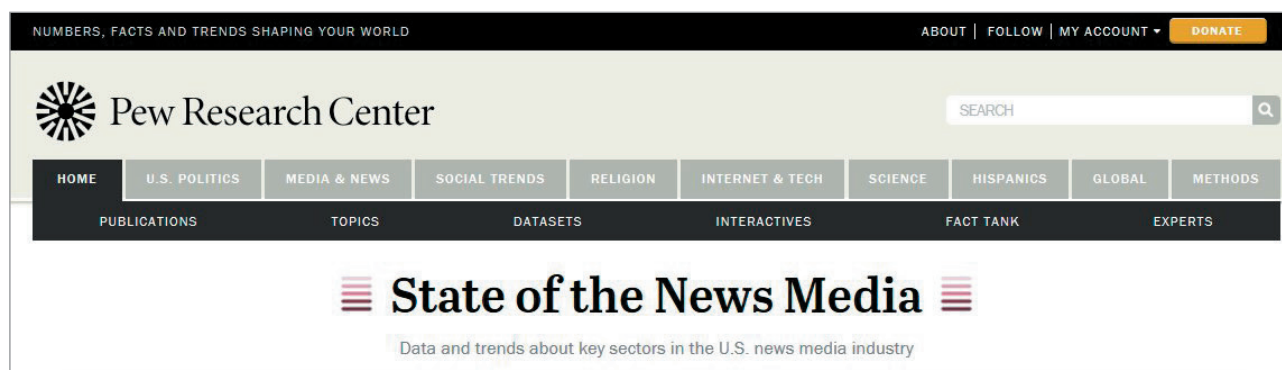 NUMBERS, FACTS AND TRENDS SHAPING YOUR WORLD ABOUT | FOLLOW | MY ACCOUNT DONATE
Pew Research Center SEARCH
HOME U.S. POLITICS MEDIA & NEWS SOCIAL TRENDS RELIGION INTERNET & TECH SCIENCE HISPANICS GLOBAL METHODS
PUBLICATIONS TOPICS DATASETS INTERACTIVES FACT TANK EXPERTS
State of the News Media
Data and trends about key sectors in the U.S. news media industry